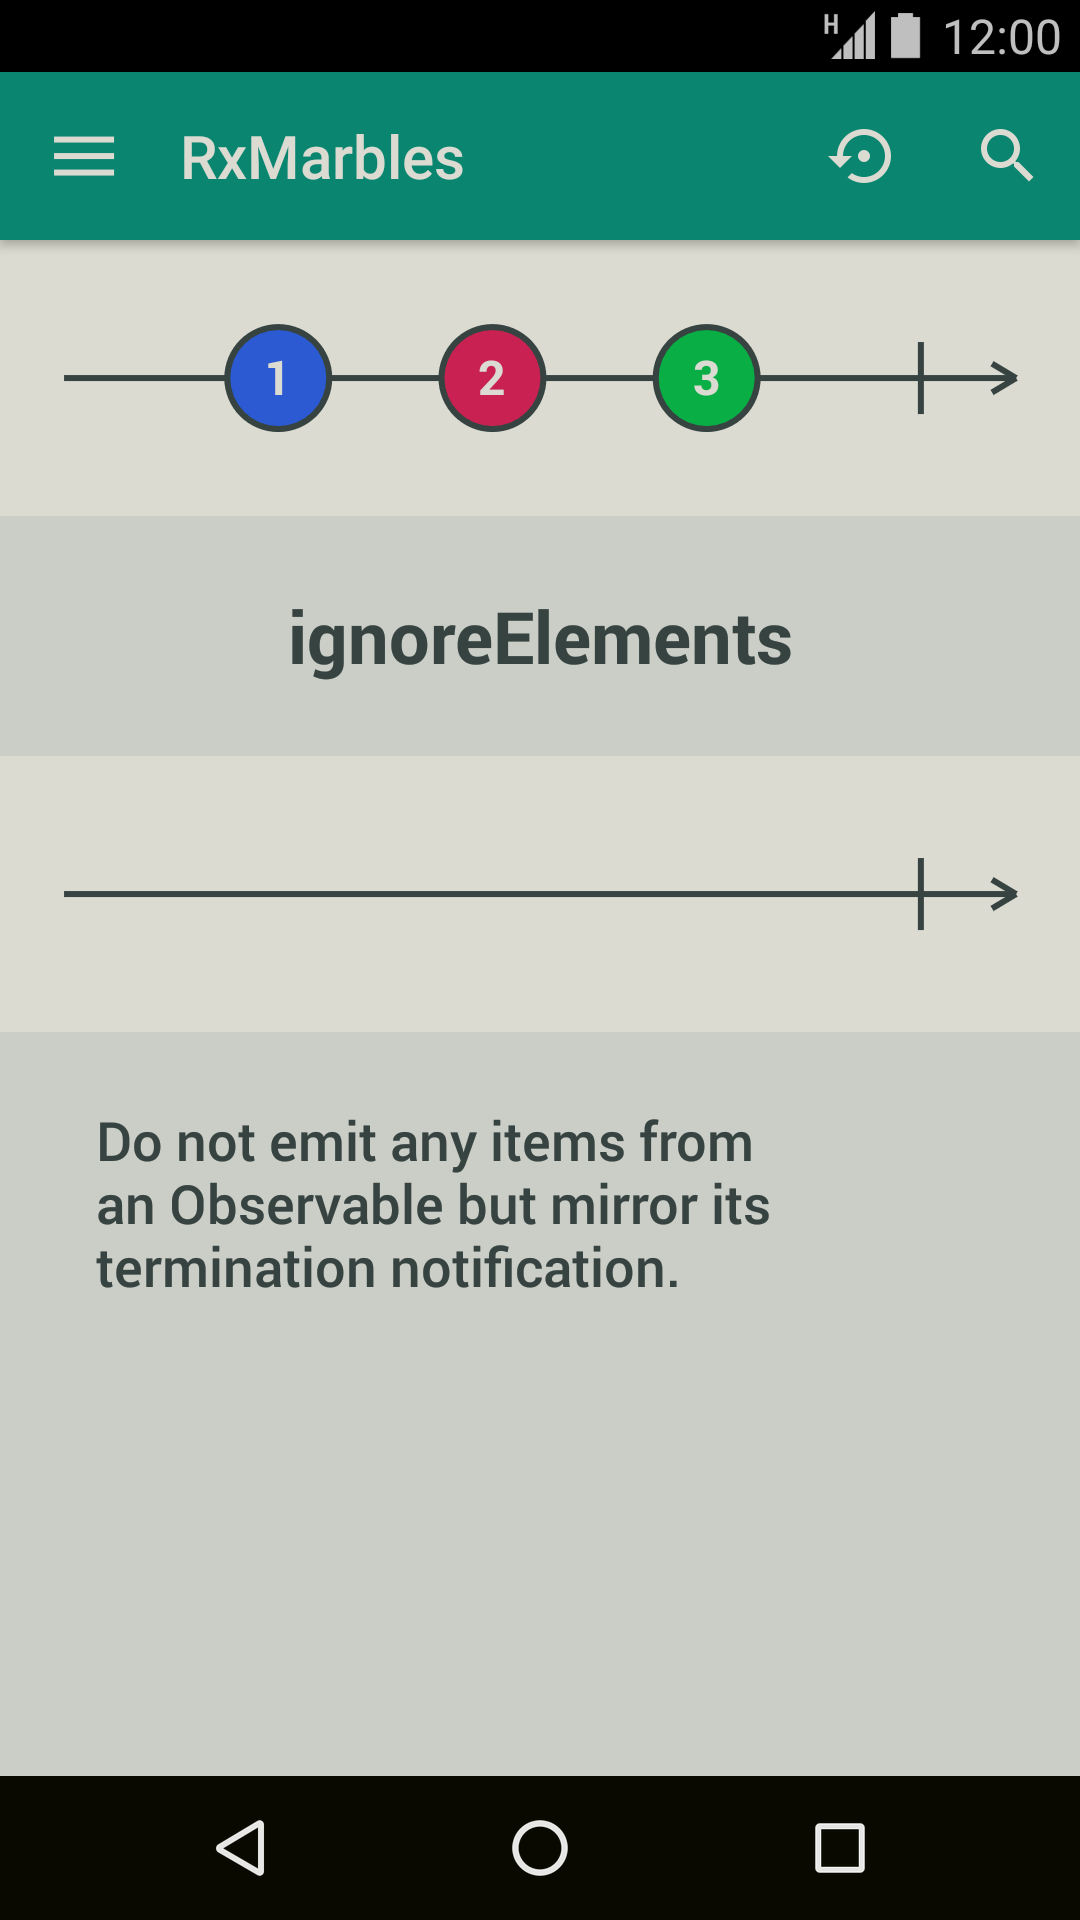 H 12:00
RxMarbles
1 2 3
ignoreElements
Do not emit any items from
an Observable but mirror its
termination notification.